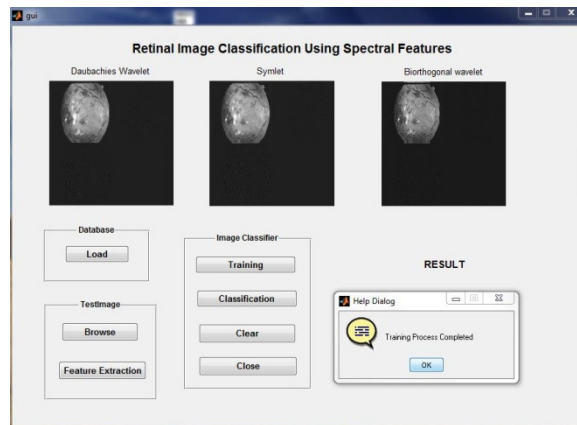 gui
Retinal Image Classification Using Spectral Features
Daubachies Wavelet
Symlet
Biorthogonal wavelet
Database
Load
TestImage
Browse
Feature Extraction
Image Classifier
Training
Classification
Clear
Close
RESULT
Help Dialog
Training Process Completed
OK